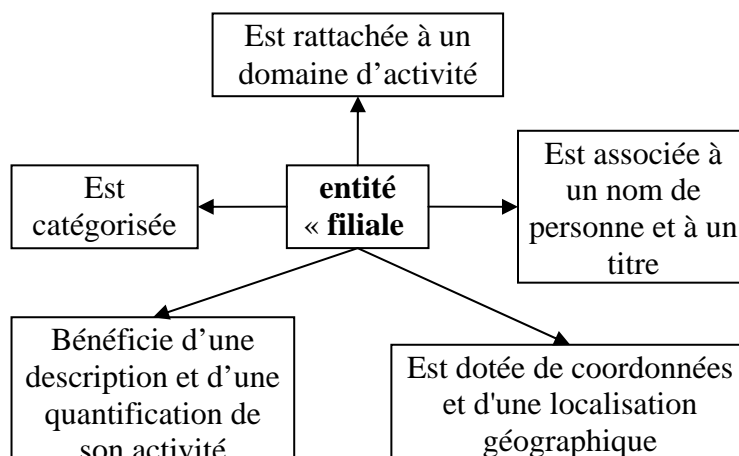 Est rattachée à un
domaine d’activité
Est
catégorisée
entité
« filiale
Est associée à
un nom de
personne et à un
titre
Bénéficie d’une
description et d’une
quantification de
son activité
Est dotée de coordonnées
et d'une localisation
géographique